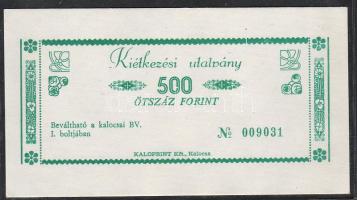 Kiétkezési utalvány
500
ÖTSZÁZ FORINT
Beváltható a kalocsai BV.
I. boltjában
№ 009031
KALOPRINT Kft., Kalocsa